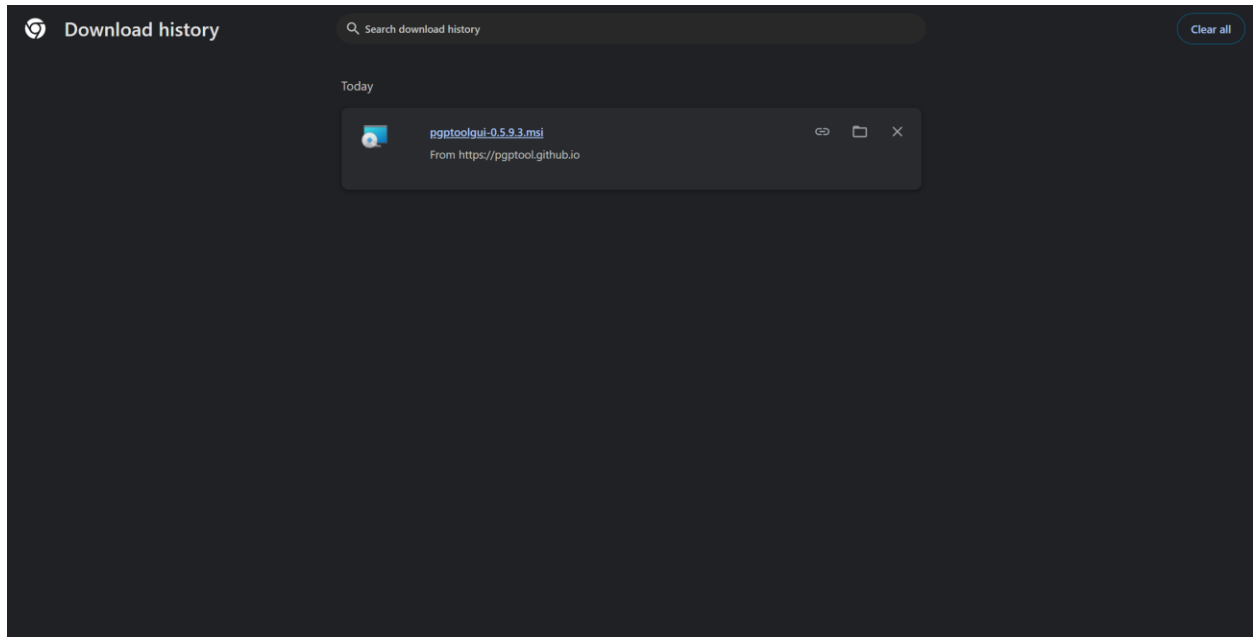 Download history
Search download history
Clear all
Today
pgptoolgui-0.5.9.3.msi
From https://pgptool.github.io